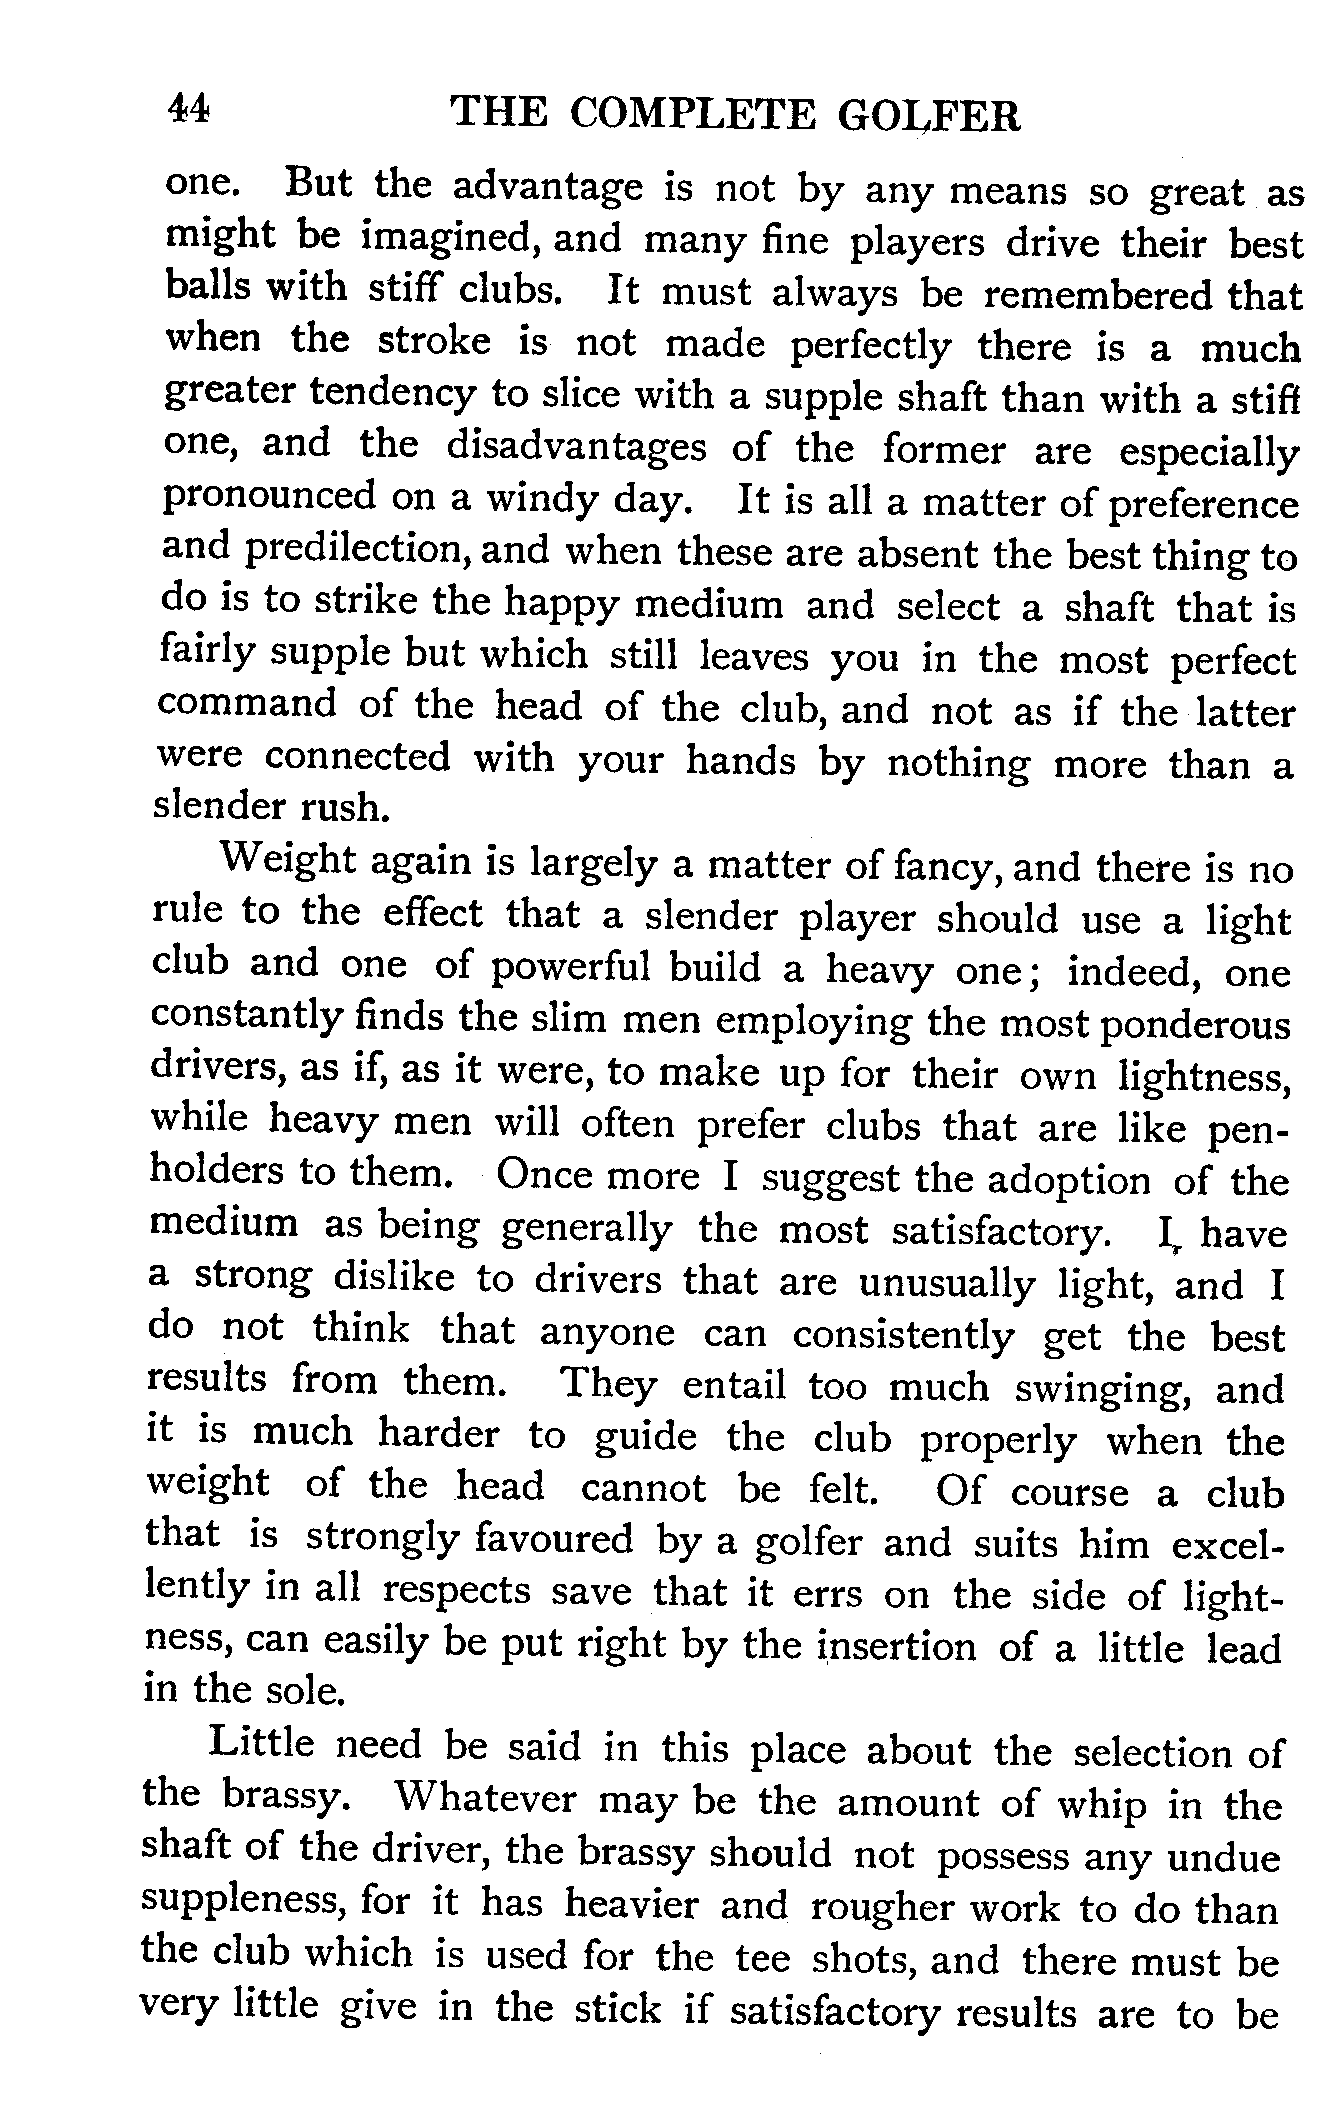 44 THE COMPLETE GOLFER
one. But the advantage is not by any means so great as
might be imagined, and many fine players drive their best
balls with stiff clubs. It must always be remembered that
when the stroke is not made perfectly there is a much
greater tendency to slice with a supple shaft than with a stiff
one, and the disadvantages of the former are especially
pronounced on a windy day. It is all a matter of preference
and predilection, and when these are absent the best thing to
do is to strike the happy medium and select a shaft that is
fairly supple but which still leaves you in the most perfect
command of the head of the club, and not as if the latter
were connected with your hands by nothing more than a
slender rush.
Weight again is largely a matter of fancy, and there is no
rule to the effect that a slender player should use a light
club and one of powerful build a heavy one; indeed, one
constantly finds the slim men employing the most ponderous
drivers, as if, as it were, to make up for their own lightness,
while heavy men will often prefer clubs that are like pen-
holders to them. Once more I suggest the adoption of the
medium as being generally the most satisfactory. I have
a strong dislike to drivers that are unusually light, and I
do not think that anyone can consistently get the best
results from them. They entail too much swinging, and
it is much harder to guide the club properly when the
weight of the head cannot be felt. Of course a club
that is strongly favoured by a golfer and suits him excel-
lently in all respects save that it errs on the side of light-
ness, can easily be put right by the insertion of a little lead
in the sole.
Little need be said in this place about the selection of
the brassy. Whatever may be the amount of whip in the
shaft of the driver, the brassy should not possess any undue
suppleness, for it has heavier and rougher work to do than
the club which is used for the tee shots, and there must be
very little give in the stick if satisfactory results are to be